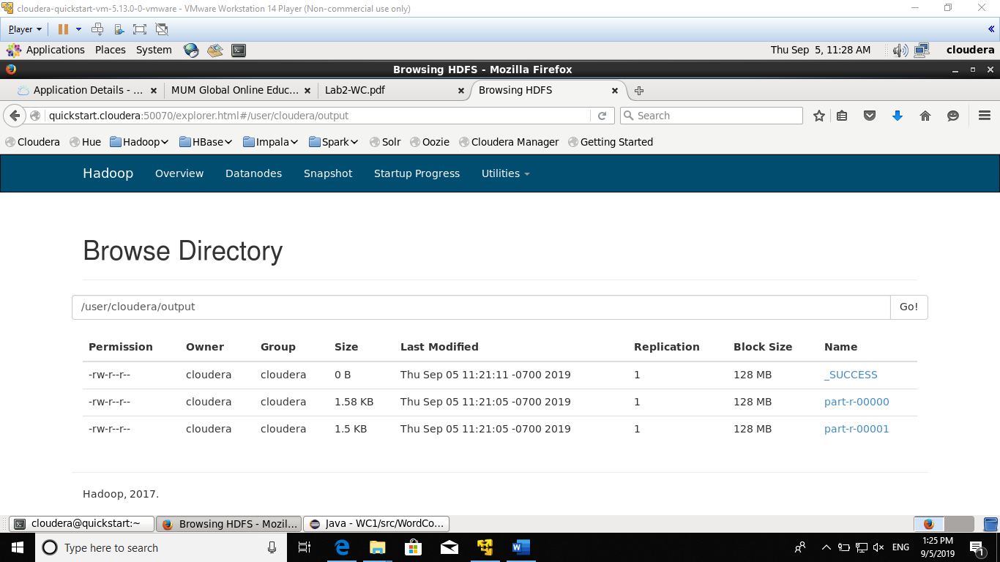 cloudera-quickstart-vm-5.13.0-0-vmware - VMware Workstation 14 Player (Non-commercial use only)
Player
Applications Places System Thu Sep 5, 11:28 AM cloudera
Browsing HDFS - Mozilla Firefox
Application Details - ... MUM Global Online Educ... Lab2-WC.pdf Browsing HDFS
quickstart.cloudera:50070/explorer.html#/user/cloudera/output Search
Cloudera Hue Hadoop HBase Impala Spark Solr Oozie Cloudera Manager Getting Started
Hadoop Overview Datanodes Snapshot Startup Progress Utilities
Browse Directory
/user/cloudera/output Go!
Permission Owner Group Size Last Modified Replication Block Size Name
-rw-r--r-- cloudera cloudera 0 B Thu Sep 05 11:21:11 -0700 2019 1 128 MB _SUCCESS
-rw-r--r-- cloudera cloudera 1.58 KB Thu Sep 05 11:21:05 -0700 2019 1 128 MB part-r-00000
-rw-r--r-- cloudera cloudera 1.5 KB Thu Sep 05 11:21:05 -0700 2019 1 128 MB part-r-00001
Hadoop, 2017.
cloudera@quickstart:~ Browsing HDFS - Mozil... Java - WC1/src/WordCo...
Type here to search ENG 1:25 PM
9/5/2019 1